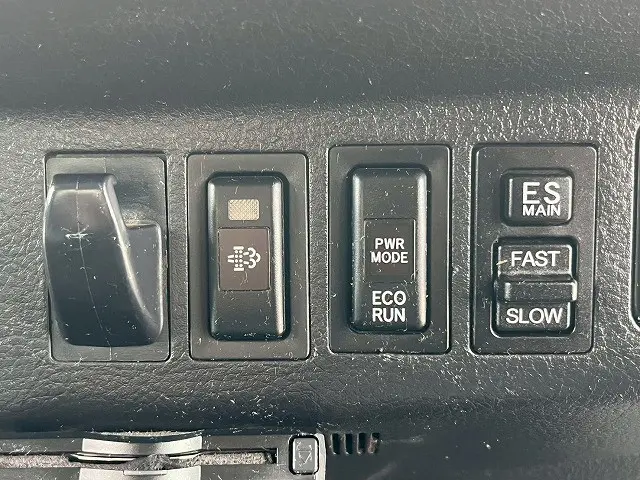 PWR
MODE
ECO
RUN
ES
MAIN
FAST
SLOW